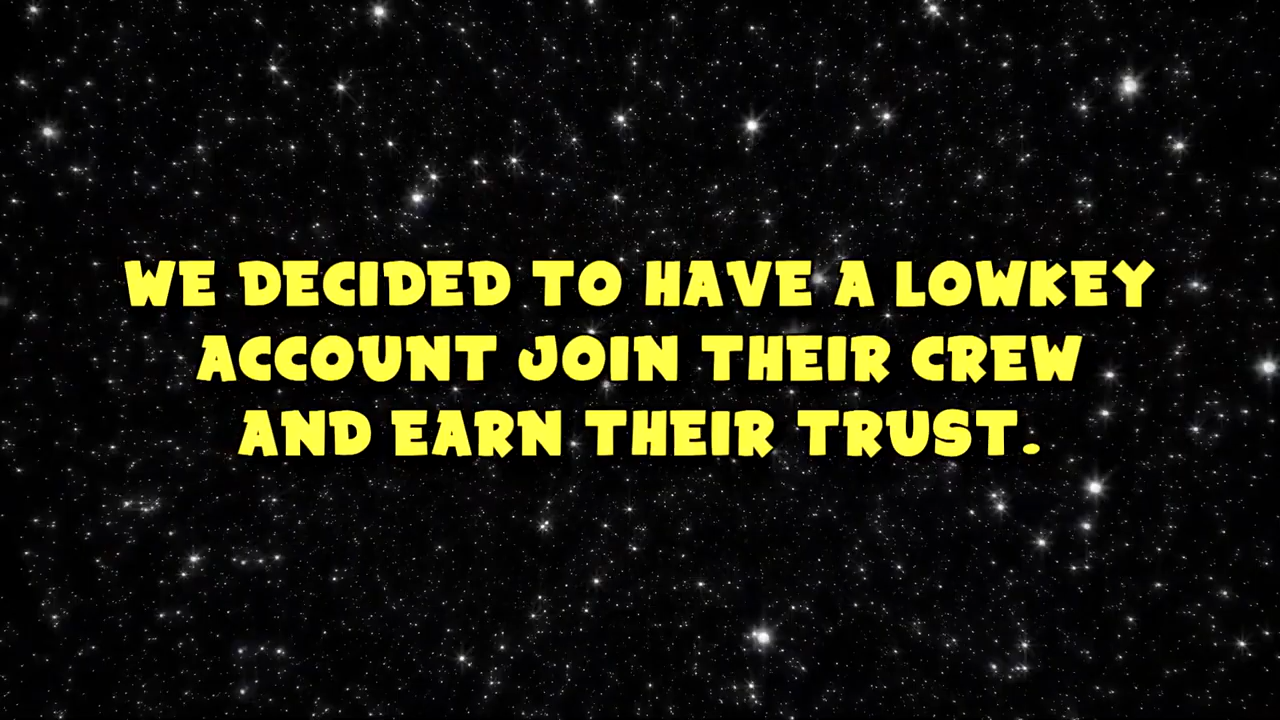 WE DECIDED TO HAVE A LOWKEY
ACCOUNT JOIN THEIR CREW
AND EARN THEIR TRUST.